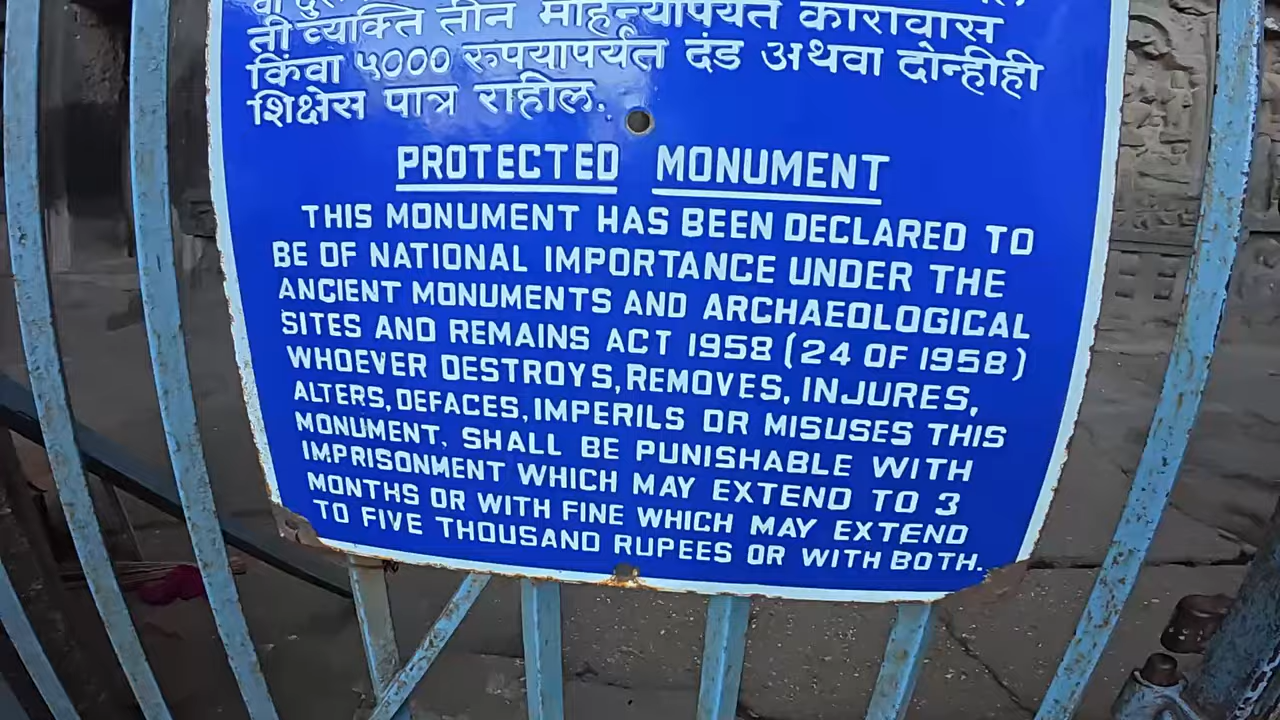 ती व्यक्ति तीन महिन्यापर्यंत कारावास
किंवा ५००० रुपयापर्यंत दंड अथवा दोन्हीही
शिक्षेस पात्र राहील.
PROTECTED MONUMENT
THIS MONUMENT HAS BEEN DECLARED TO
BE OF NATIONAL IMPORTANCE UNDER THE
ANCIENT MONUMENTS AND ARCHAEOLOGICAL
SITES AND REMAINS ACT 1958 (24 OF 1958)
WHOEVER DESTROYS, REMOVES, INJURES,
ALTERS, DEFACES, IMPERILS OR MISUSES THIS
MONUMENT. SHALL BE PUNISHABLE WITH
IMPRISONMENT WHICH MAY EXTEND TO 3
MONTHS OR WITH FINE WHICH MAY EXTEND
TO FIVE THOUSAND RUPEES OR WITH BOTH.